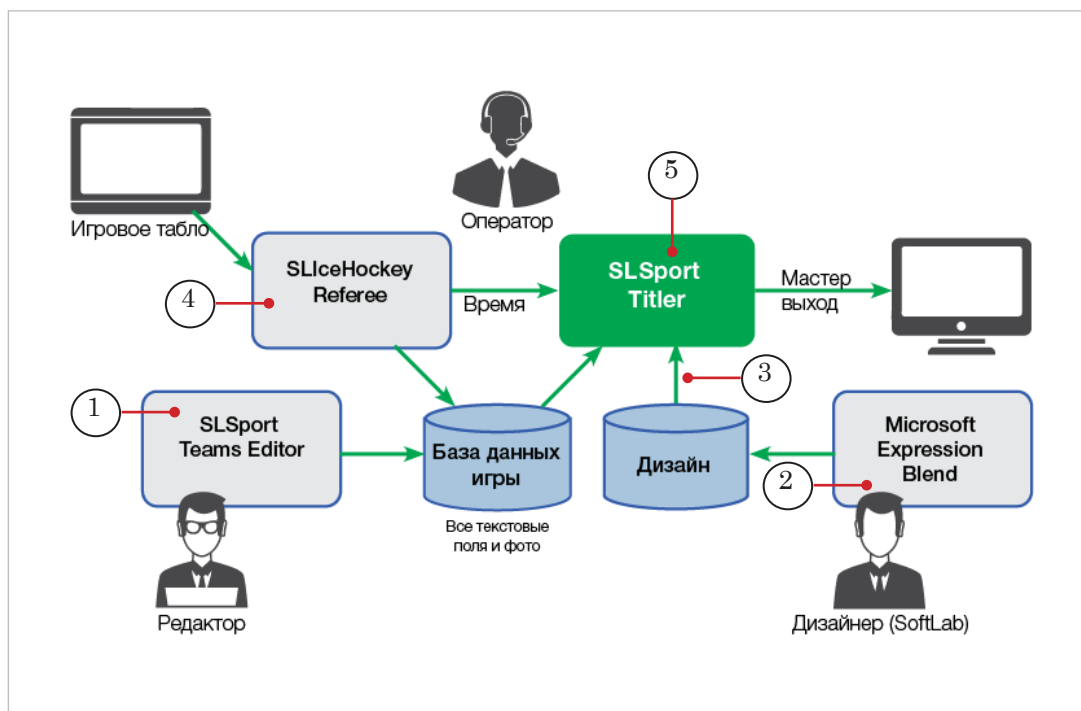 5
Игровое табло
Оператор
SLIceHockey
Referee
SLSport
Titler
4
Время
Мастер
выход
3
1
SLSport
Teams Editor
База данных
игры
Дизайн
Microsoft
Expression
Blend
2
Все текстовые
поля и фото
Редактор
Дизайнер (SoftLab)